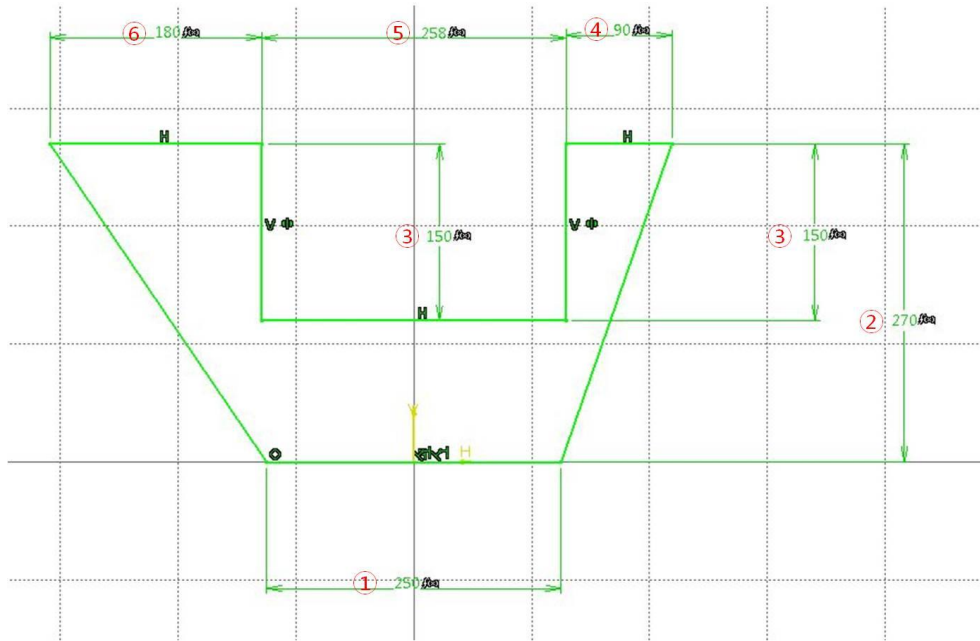 ⑥ 180 f(x) ⑤ 258 f(x) ④ 90 f(x)
H H
V V
③ 150 f(x) ③ 150 f(x)
H
② 270 f(x)
V
O H
① 250 f(x)